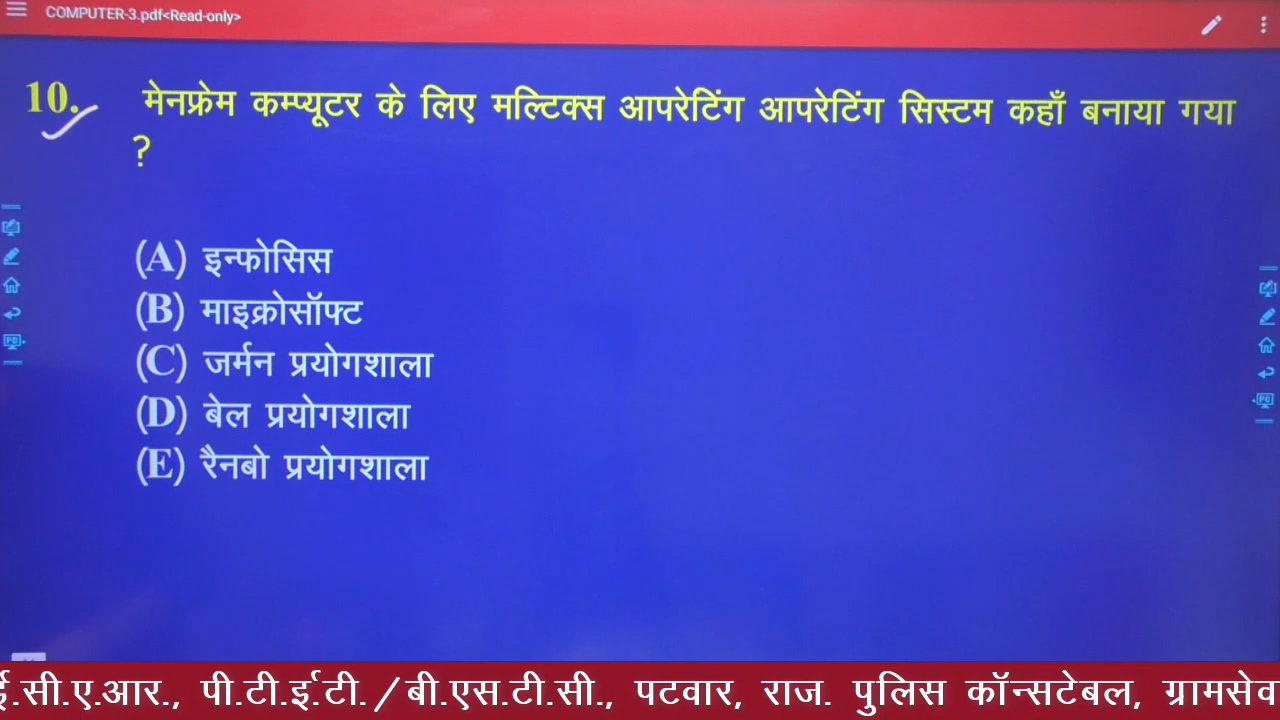 COMPUTER-3.pdf<Read-only>
10. मेनफ्रेम कम्प्यूटर के लिए मल्टिक्स आपरेटिंग आपरेटिंग सिस्टम कहाँ बनाया गया
?
(A) इन्फोसिस
(B) माइक्रोसॉफ्ट
(C) जर्मन प्रयोगशाला
(D) बेल प्रयोगशाला
(E) रैनबो प्रयोगशाला
ई.सी.ए.आर., पी.टी.ई.टी./बी.एस.टी.सी., पटवार, राज. पुलिस कॉन्सटेबल, ग्रामसेव